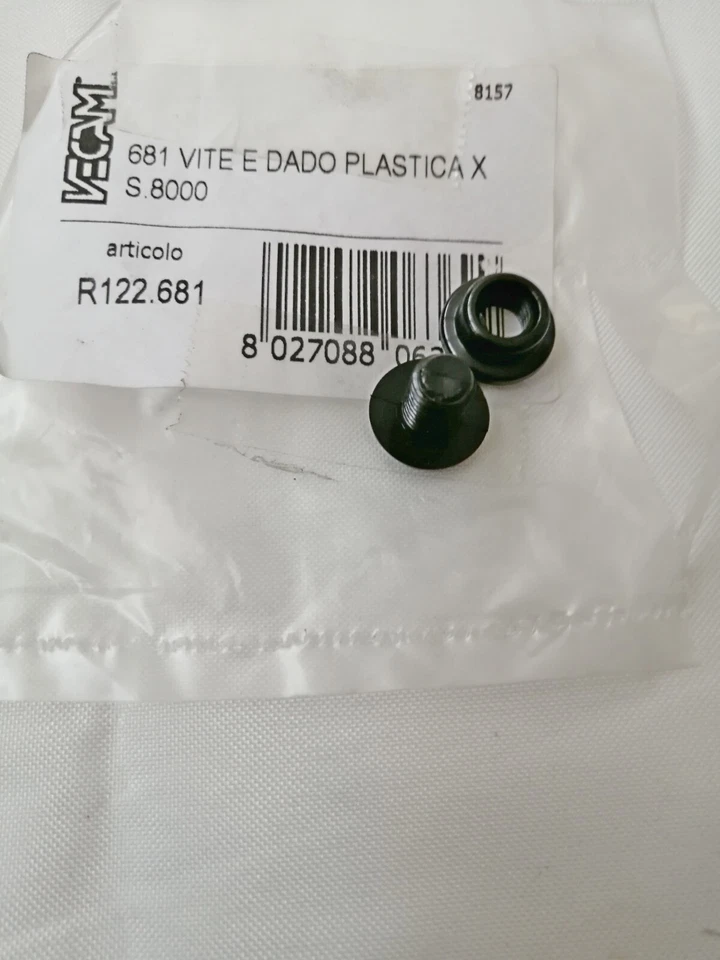 VECAM
8157
681 VITE E DADO PLASTICA X
S.8000
articolo
R122.681
8 027088 06